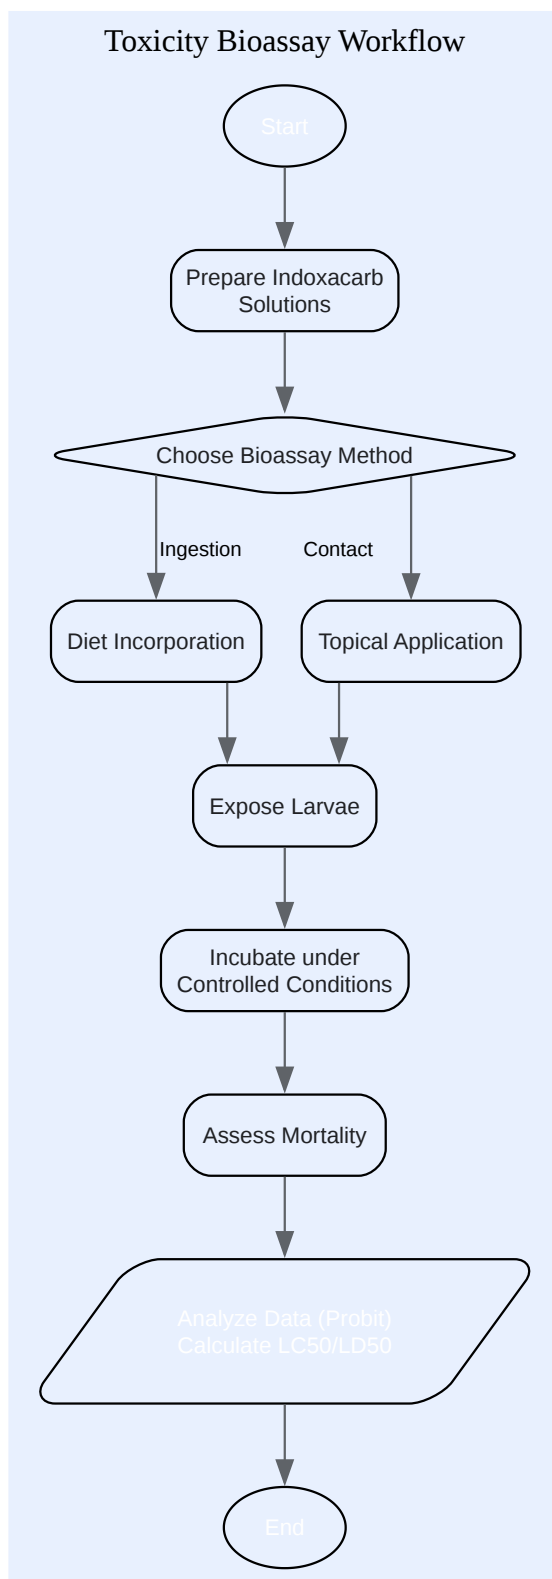 Toxicity Bioassay Workflow
Start
Prepare Indoxacarb
Solutions
Choose Bioassay Method
Ingestion
Contact
Diet Incorporation
Topical Application
Expose Larvae
Incubate under
Controlled Conditions
Assess Mortality
Analyze Data (Probit)
Calculate LC50/LD50
End